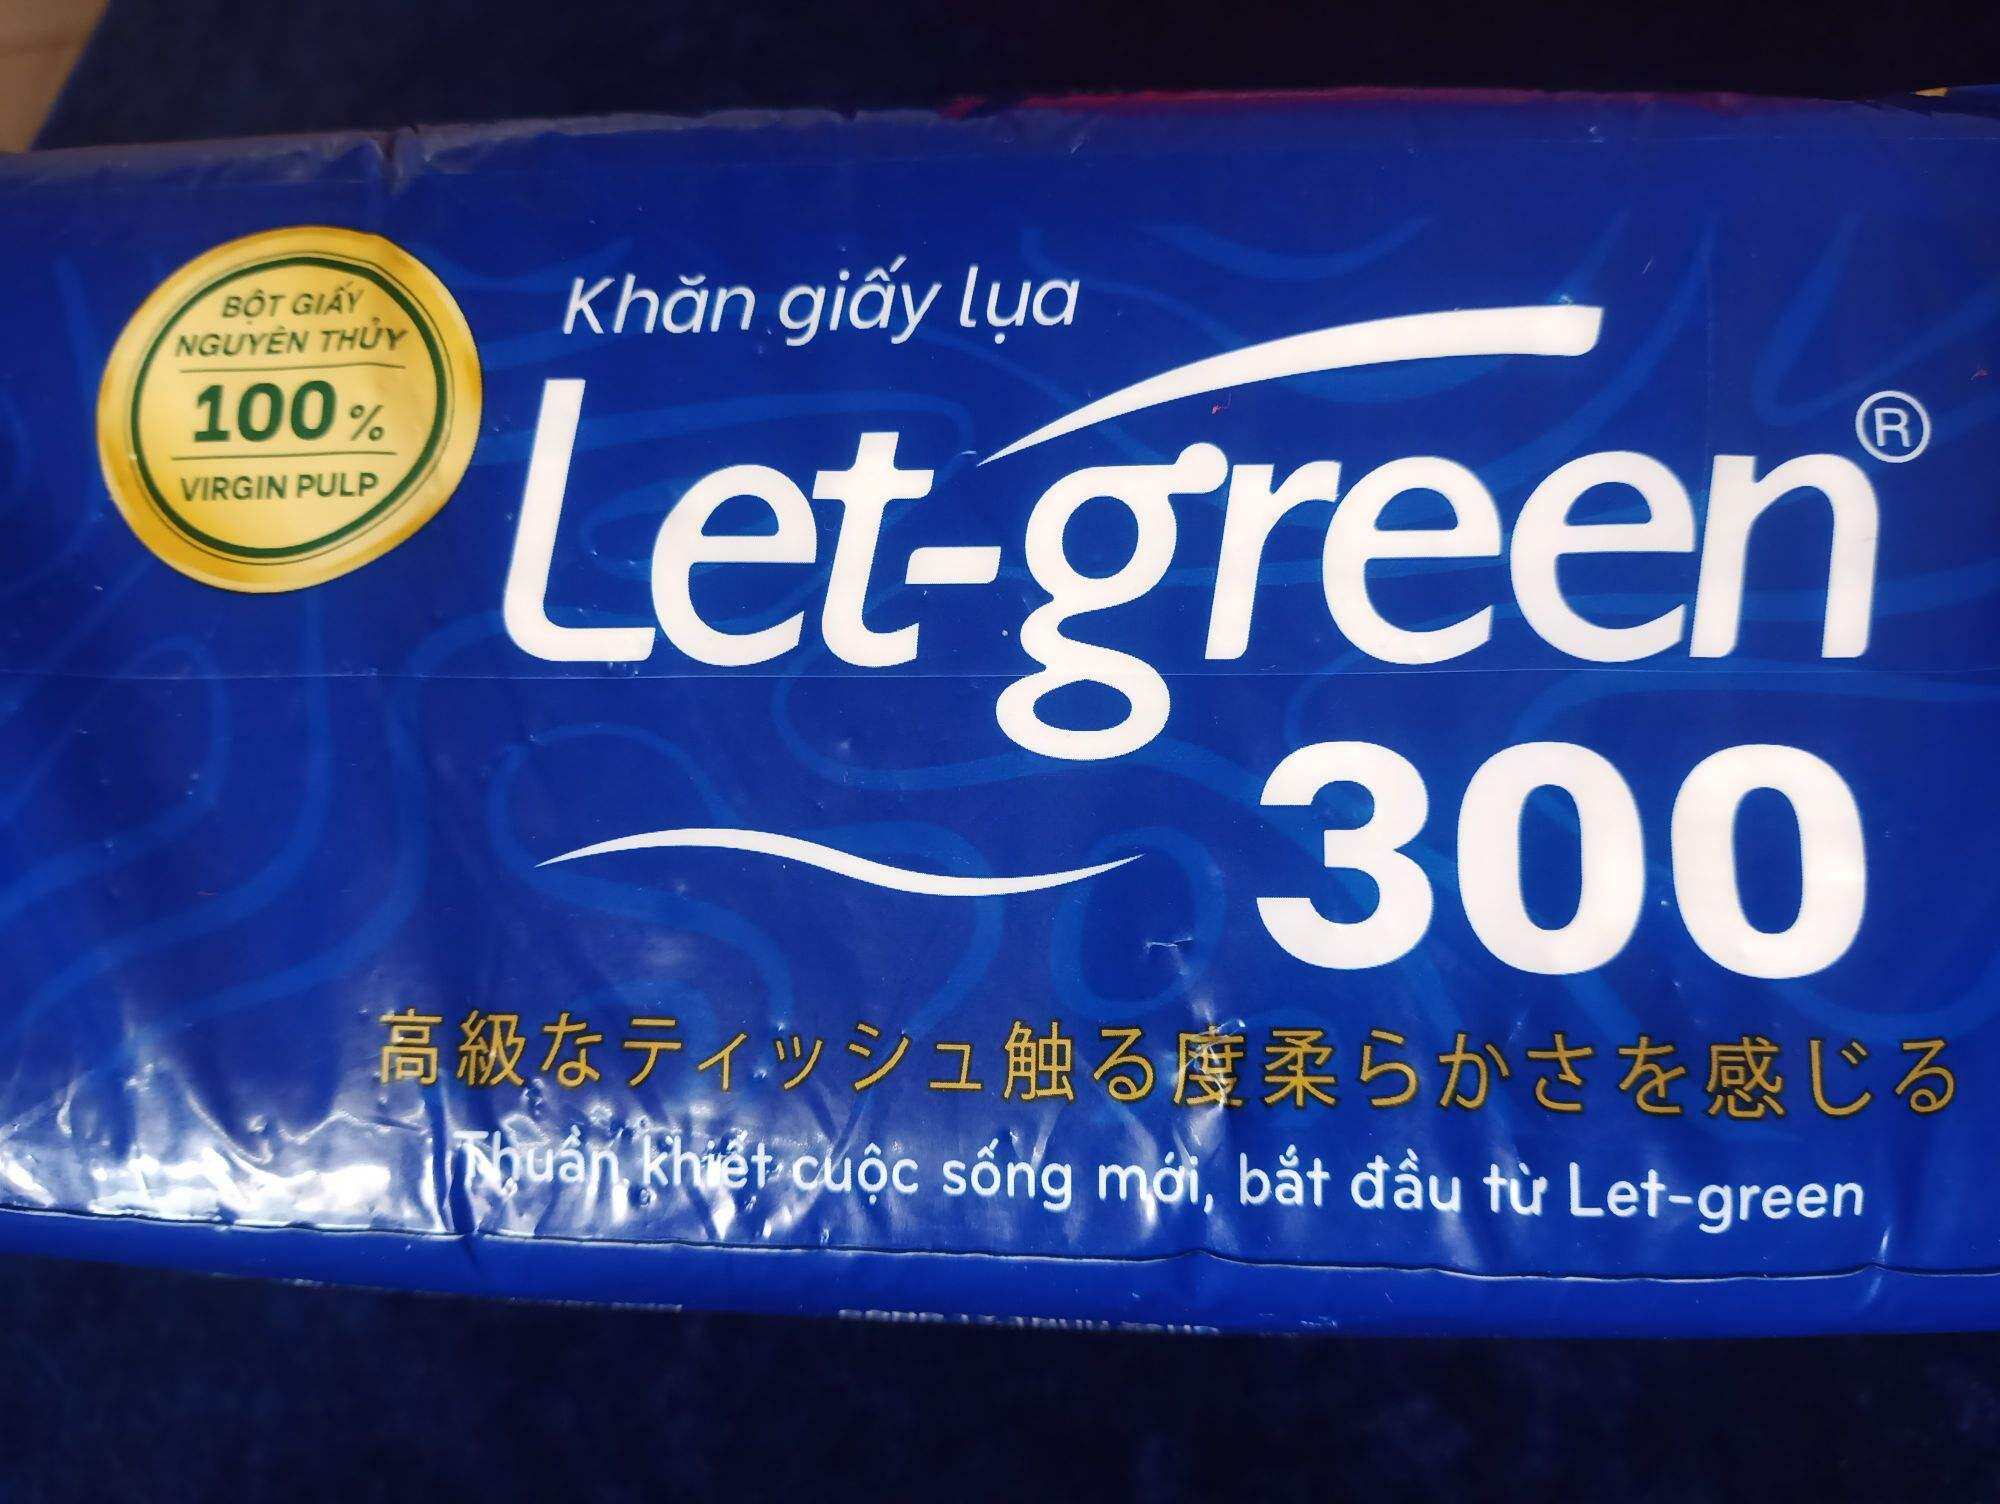 BỘT GIẤY
NGUYÊN THỦY
100 %
VIRGIN PULP
Khăn giấy lụa
Let-green®
300
高級なティッシュ触る度柔らかさを感じる
Thuần khiết cuộc sống mới, bắt đầu từ Let-green